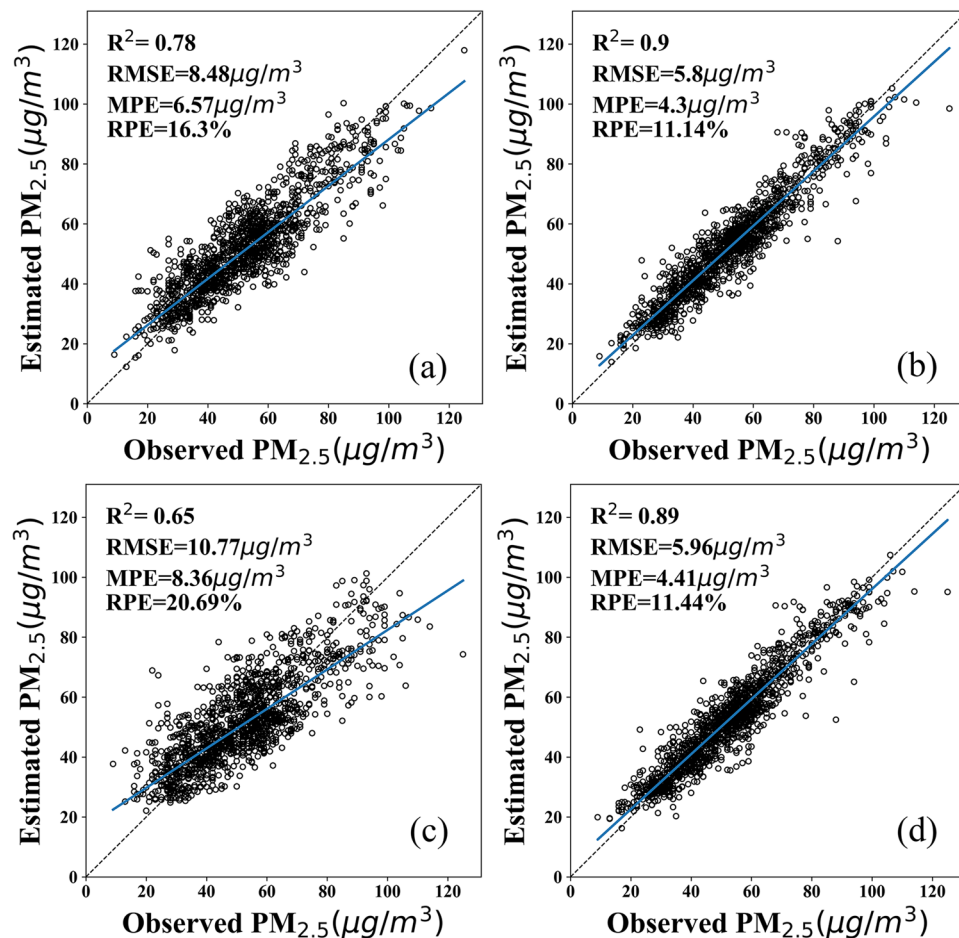 R²= 0.78
RMSE=8.48μg/m³
MPE=6.57μg/m³
RPE=16.3%
(a)
Estimated PM₂.₅(μg/m³)
120
100
80
60
40
20
0
0 20 40 60 80 100 120
Observed PM₂.₅(μg/m³)
R²= 0.9
RMSE=5.8μg/m³
MPE=4.3μg/m³
RPE=11.14%
(b)
Estimated PM₂.₅(μg/m³)
120
100
80
60
40
20
0
0 20 40 60 80 100 120
Observed PM₂.₅(μg/m³)
R²= 0.65
RMSE=10.77μg/m³
MPE=8.36μg/m³
RPE=20.69%
(c)
Estimated PM₂.₅(μg/m³)
120
100
80
60
40
20
0
0 20 40 60 80 100 120
Observed PM₂.₅(μg/m³)
R²= 0.89
RMSE=5.96μg/m³
MPE=4.41μg/m³
RPE=11.44%
(d)
Estimated PM₂.₅(μg/m³)
120
100
80
60
40
20
0
0 20 40 60 80 100 120
Observed PM₂.₅(μg/m³)